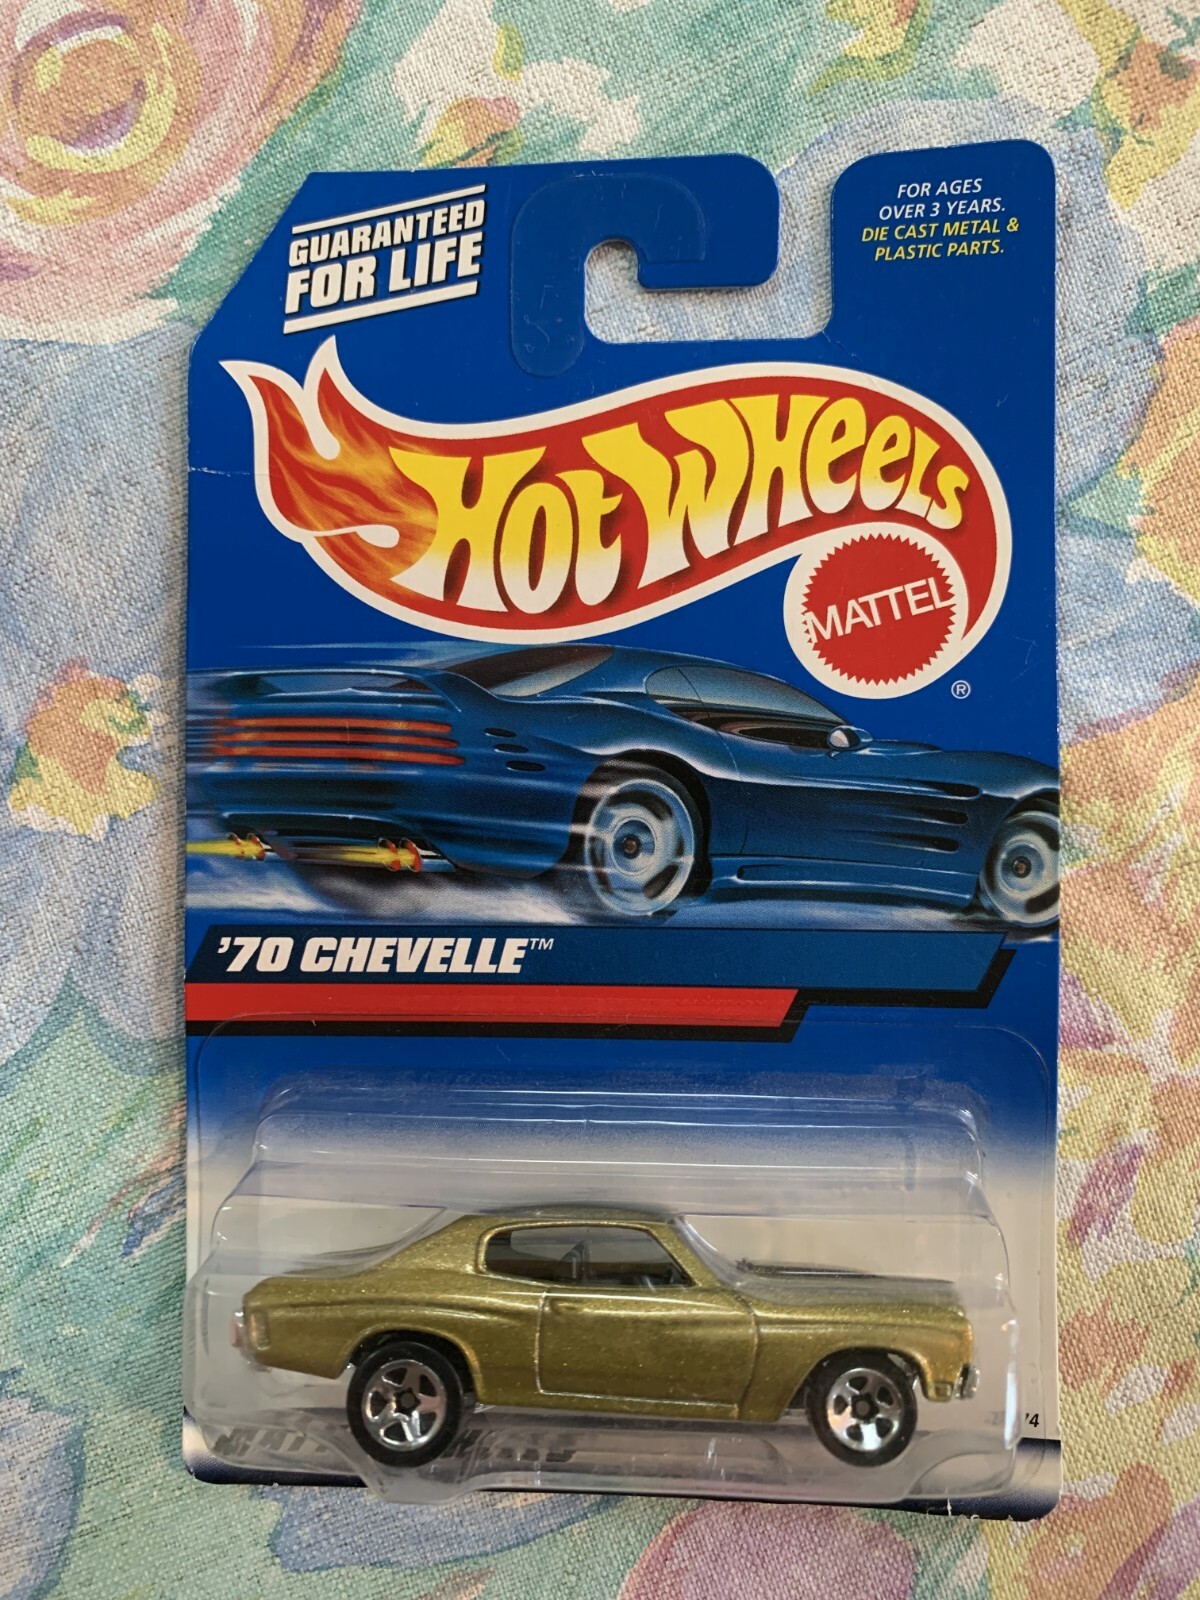 GUARANTEED
FOR LIFE
FOR AGES
OVER 3 YEARS.
DIE CAST METAL &
PLASTIC PARTS.
HOT WHEELS
MATTEL
®
'70 CHEVELLE™